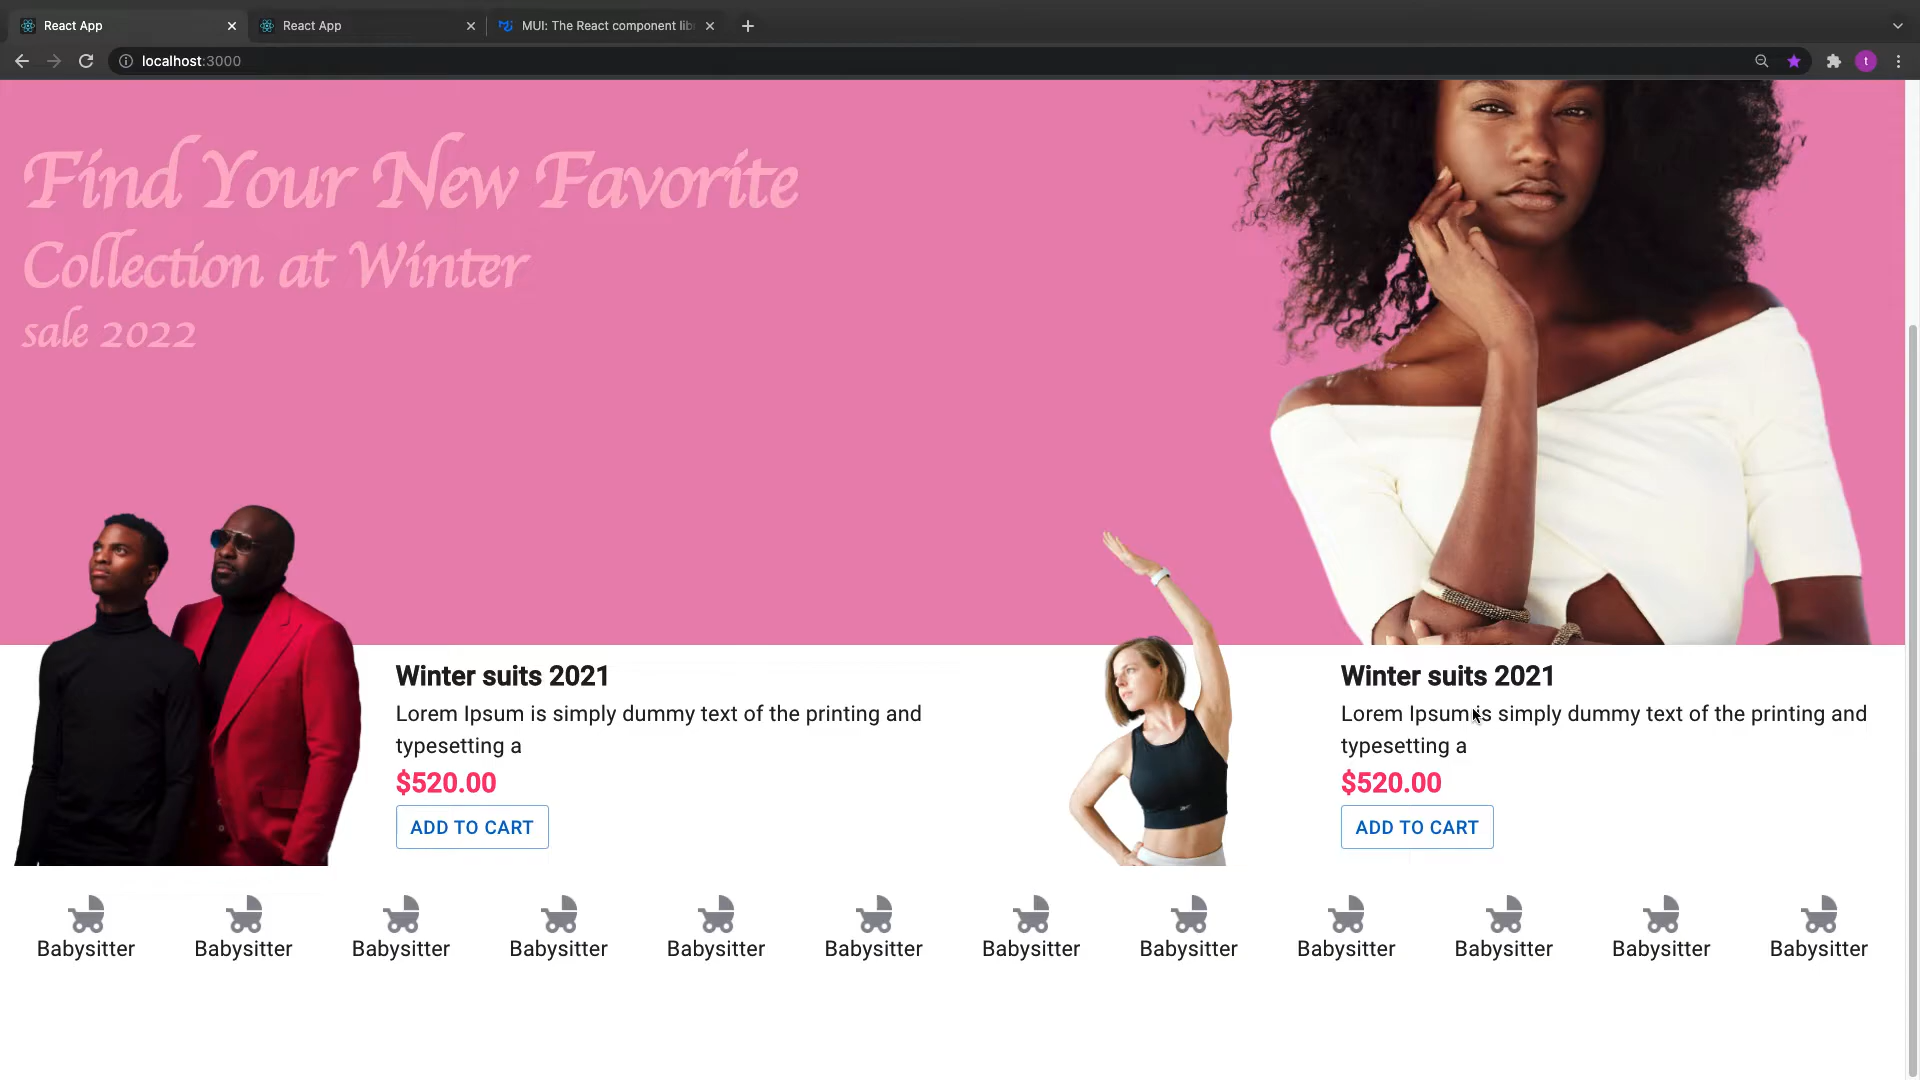 React App
React App
MUI: The React component lib
localhost:3000
t
Find Your New Favorite
Collection at Winter
sale 2022
Winter suits 2021
Lorem Ipsum is simply dummy text of the printing and
typesetting a
$520.00
ADD TO CART
Winter suits 2021
Lorem Ipsum is simply dummy text of the printing and
typesetting a
$520.00
ADD TO CART
Babysitter Babysitter Babysitter Babysitter Babysitter Babysitter Babysitter Babysitter Babysitter Babysitter Babysitter Babysitter